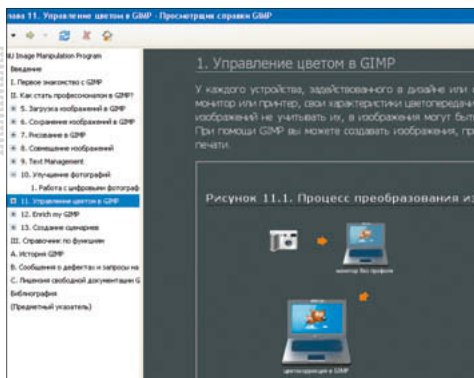 лава 11. Управление цветом в GIMP - Просмотрщик справки GIMP
U Image Manipulation Program
Введение
I. Первое знакомство с GIMP
II. Как стать профессионалом в GIMP?
5. Загрузка изображений в GIMP
6. Сохранение изображений в GIMP
7. Рисование в GIMP
8. Совмещение изображений
9. Text Management
10. Улучшение фотографий
1. Работа с цифровыми фотограф
11. Управление цветом в GIMP
12. Enrich my GIMP
13. Создание сценариев
III. Справочник по функциям
A. История GIMP
B. Сообщения о дефектах и запросы на
C. Лицензия свободной документации G
Библиография
(Предметный указатель)
1. Управление цветом в GIMP
У каждого устройства, задействованного в дизайне или
монитор или принтер, свои характеристики цветопередач
изображений не учитывать их, в изображения могут быт
При помощи GIMP вы можете создавать изображения, пр
печати.
Рисунок 11.1. Процесс преобразования из
монитор без профиля
цветокоррекция в GIMP